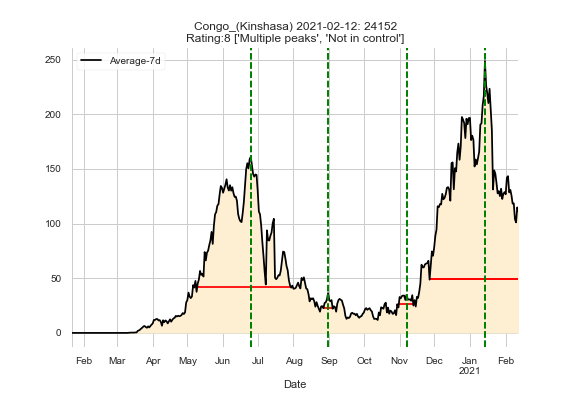 Congo_(Kinshasa) 2021-02-12: 24152
Rating:8 ['Multiple peaks', 'Not in control']
Average-7d
250
200
150
100
50
0
Feb Mar Apr May Jun Jul Aug Sep Oct Nov Dec Jan Feb
2021
Date